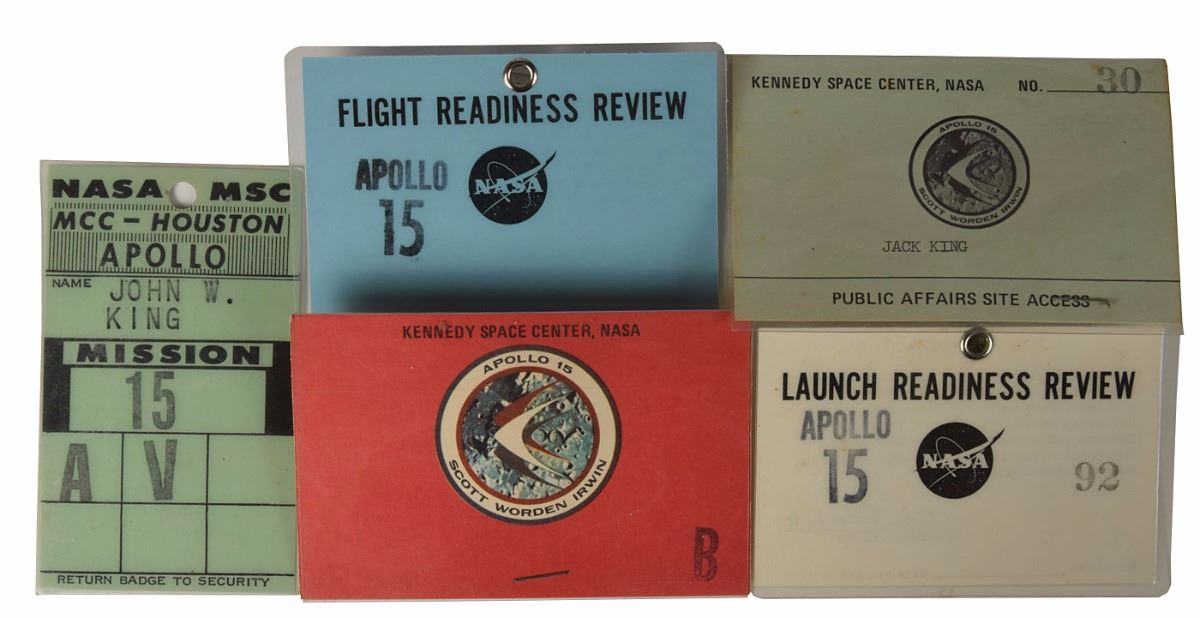 NASA MSC
MCC - HOUSTON
APOLLO
NAME JOHN W.
KING
MISSION
15
A V
RETURN BADGE TO SECURITY
FLIGHT READINESS REVIEW
APOLLO
15
NASA
KENNEDY SPACE CENTER, NASA NO. 30
APOLLO 15
SCOTT WORDEN IRWIN
JACK KING
PUBLIC AFFAIRS SITE ACCESS
KENNEDY SPACE CENTER, NASA
APOLLO 15
SCOTT WORDEN IRWIN
B
LAUNCH READINESS REVIEW
APOLLO
15
NASA
92